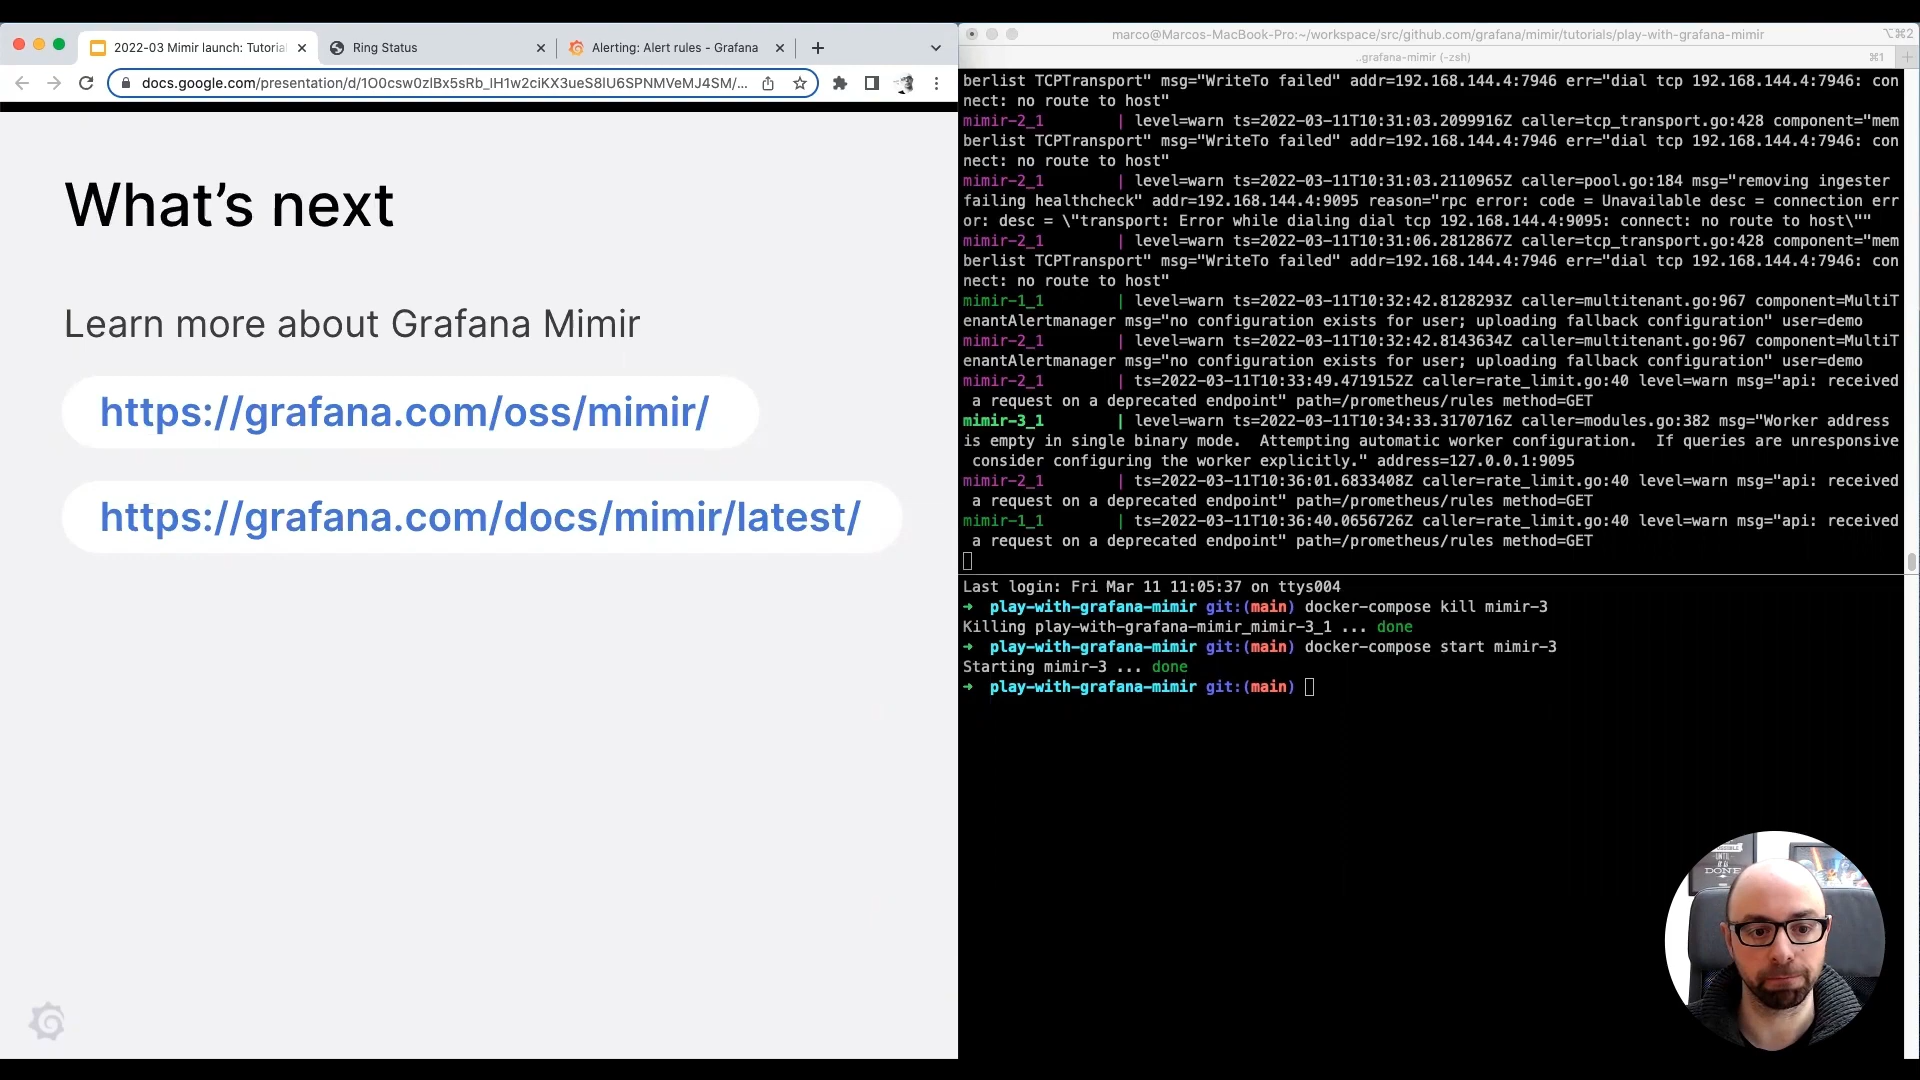 2022-03 Mimir launch: Tutoria
Ring Status
Alerting: Alert rules - Grafana
docs.google.com/presentation/d/1O0csw0zlBx5sRb_lH1w2ciKX3ueS8lU6SPNMVeMJ4SM/...
What's next
Learn more about Grafana Mimir
https://grafana.com/oss/mimir/
https://grafana.com/docs/mimir/latest/
marco@Marcos-MacBook-Pro:~/workspace/src/github.com/grafana/mimir/tutorials/play-with-grafana-mimir
⌥⌘2
..grafana-mimir (-zsh)
⌘1
berlist TCPTransport" msg="WriteTo failed" addr=192.168.144.4:7946 err="dial tcp 192.168.144.4:7946: con
nect: no route to host"
mimir-2_1 | level=warn ts=2022-03-11T10:31:03.2099916Z caller=tcp_transport.go:428 component="mem
berlist TCPTransport" msg="WriteTo failed" addr=192.168.144.4:7946 err="dial tcp 192.168.144.4:7946: con
nect: no route to host"
mimir-2_1 | level=warn ts=2022-03-11T10:31:03.2110965Z caller=pool.go:184 msg="removing ingester
failing healthcheck" addr=192.168.144.4:9095 reason="rpc error: code = Unavailable desc = connection err
or: desc = \"transport: Error while dialing dial tcp 192.168.144.4:9095: connect: no route to host\""
mimir-2_1 | level=warn ts=2022-03-11T10:31:06.2812867Z caller=tcp_transport.go:428 component="mem
berlist TCPTransport" msg="WriteTo failed" addr=192.168.144.4:7946 err="dial tcp 192.168.144.4:7946: con
nect: no route to host"
mimir-1_1 | level=warn ts=2022-03-11T10:32:42.8128293Z caller=multitenant.go:967 component=MultiT
enantAlertmanager msg="no configuration exists for user; uploading fallback configuration" user=demo
mimir-2_1 | level=warn ts=2022-03-11T10:32:42.8143634Z caller=multitenant.go:967 component=MultiT
enantAlertmanager msg="no configuration exists for user; uploading fallback configuration" user=demo
mimir-2_1 | ts=2022-03-11T10:33:49.4719152Z caller=rate_limit.go:40 level=warn msg="api: received
a request on a deprecated endpoint" path=/prometheus/rules method=GET
mimir-3_1 | level=warn ts=2022-03-11T10:34:33.3170716Z caller=modules.go:382 msg="Worker address
is empty in single binary mode.  Attempting automatic worker configuration.  If queries are unresponsive
consider configuring the worker explicitly." address=127.0.0.1:9095
mimir-2_1 | ts=2022-03-11T10:36:01.6833408Z caller=rate_limit.go:40 level=warn msg="api: received
a request on a deprecated endpoint" path=/prometheus/rules method=GET
mimir-1_1 | ts=2022-03-11T10:36:40.0656726Z caller=rate_limit.go:40 level=warn msg="api: received
a request on a deprecated endpoint" path=/prometheus/rules method=GET
Last login: Fri Mar 11 11:05:37 on ttys004
➜ play-with-grafana-mimir git:(main) docker-compose kill mimir-3
Killing play-with-grafana-mimir_mimir-3_1 ... done
➜ play-with-grafana-mimir git:(main) docker-compose start mimir-3
Starting mimir-3 ... done
➜ play-with-grafana-mimir git:(main)
UNTIL
IT IS
DONE